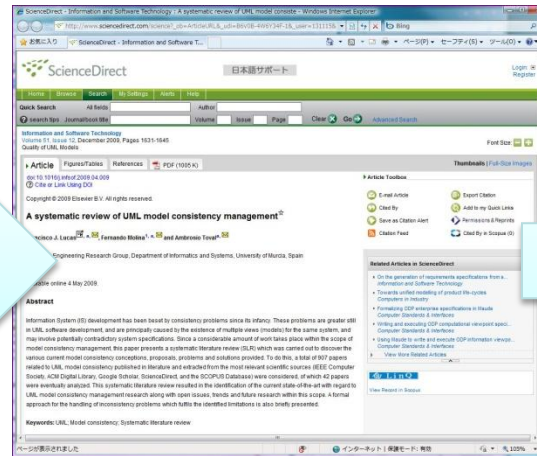 ScienceDirect - Information and Software Technology : A systematic review of UML model consiste - Windows Internet Explorer
Bing
お気に入り
ScienceDirect - Information and Software T...
ページ(P) セーフティ(S) ツール(O)
ScienceDirect
日本語サポート
Login
Register
Home Browse Search My Settings Alerts Help
Quick Search All fields Author
search tips Journal/book title Volume Issue Page Clear Go Advanced Search
Information and Software Technology
Volume 51, Issue 12, December 2009, Pages 1631-1645
Quality of UML Models
Font Size:
Article Figures/Tables References PDF (1005 K)
Thumbnails | Full-Size Images
doi:10.1016/j.infsof.2009.04.009
Cite or Link Using DOI
Copyright © 2009 Elsevier B.V. All rights reserved.
A systematic review of UML model consistency management
Lucas, Fernando Molina and Ambrosio Toval
Engineering Research Group, Department of Informatics and Systems, University of Murcia, Spain
online 4 May 2009.
Article Toolbox
E-mail Article Export Citation
Cited By Add to my Quick Links
Save as Citation Alert Permissions & Reprints
Citation Feed Cited By in Scopus (0)
Related Articles in ScienceDirect
On the generation of requirements specifications from s...
Information and Software Technology
Towards unified modelling of product life-cycles
Computers in Industry
Formalizing ODP enterprise specifications in Maude
Computer Standards & Interfaces
Writing and executing ODP computational viewpoint speci...
Computer Standards & Interfaces
Using Maude to write and execute ODP information viewpo...
Computer Standards & Interfaces
View More Related Articles
View Record in Scopus
Abstract
Information System (IS) development has been beset by consistency problems since its infancy. These problems are greater still
in UML software development, and are principally caused by the existence of multiple views (models) for the same system, and
may involve potentially contradictory system specifications. Since a considerable amount of work takes place within the scope of
model consistency management, this paper presents a systematic literature review (SLR) which was carried out to discover the
various current model consistency conceptions, proposals, problems and solutions provided. To do this, a total of 907 papers
related to UML model consistency published in literature and extracted from the most relevant scientific sources (IEEE Computer
Society, ACM Digital Library, Google Scholar, ScienceDirect, and the SCOPUS Database) were considered, of which 42 papers
were eventually analyzed. This systematic literature review resulted in the identification of the current state-of-the-art with regard to
UML model consistency management research along with open issues, trends and future research within this scope. A formal
approach for the handling of inconsistency problems which fulfils the identified limitations is also briefly presented.
Keywords: UML; Model consistency; Systematic literature review
ページが表示されました
インターネット | 保護モード: 有効
105%